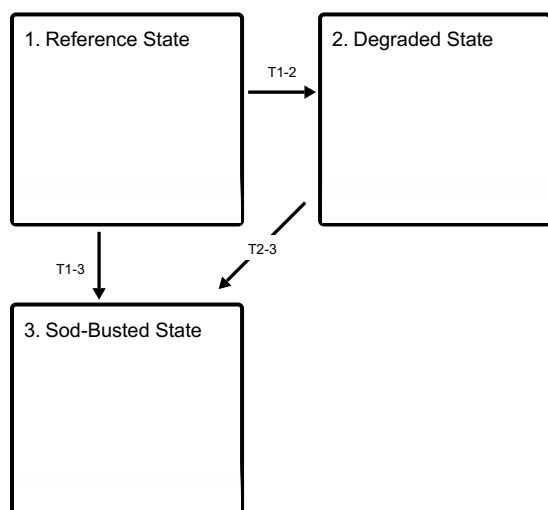 1. Reference State
2. Degraded State
T1-2
T2-3
T1-3
3. Sod-Busted State